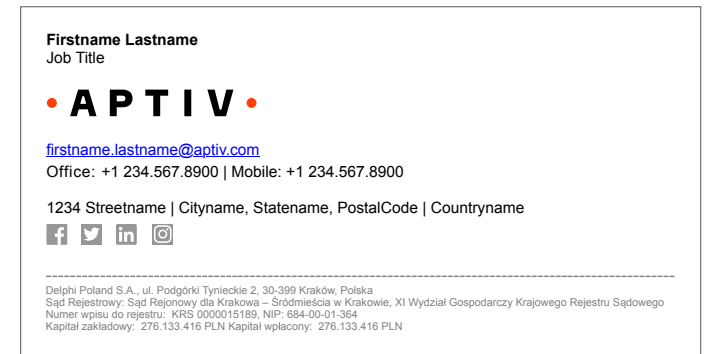 Firstname Lastname
Job Title
• APTIV •
firstname.lastname@aptiv.com
Office: +1 234.567.8900 | Mobile: +1 234.567.8900
1234 Streetname | Cityname, Statename, PostalCode | Countryname
Delphi Poland S.A., ul. Podgórki Tynieckie 2, 30-399 Kraków, Polska
Sąd Rejestrowy: Sąd Rejonowy dla Krakowa – Śródmieścia w Krakowie, XI Wydział Gospodarczy Krajowego Rejestru Sądowego
Numer wpisu do rejestru: KRS 0000015189, NIP: 684-00-01-364
Kapitał zakładowy: 276.133.416 PLN Kapitał wpłacony: 276.133.416 PLN